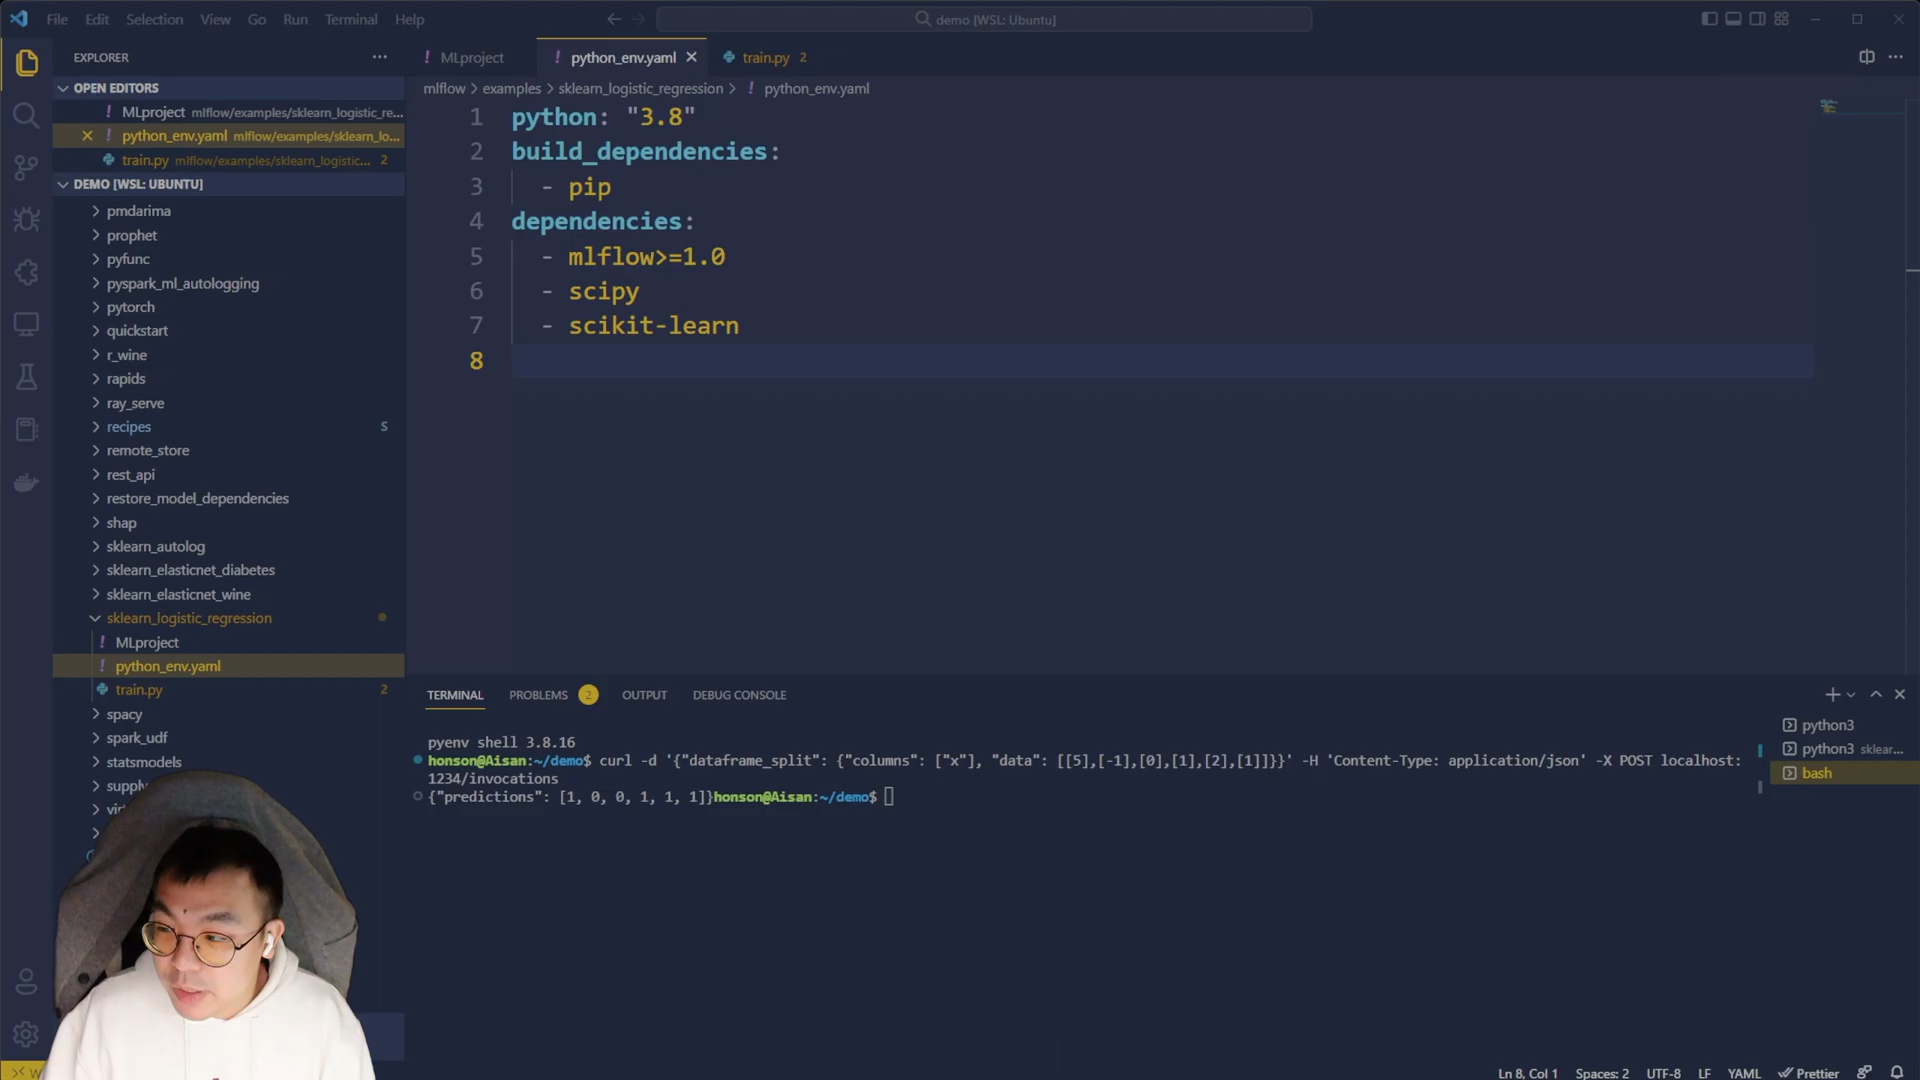 File Edit Selection View Go Run Terminal Help
demo [WSL: Ubuntu]
EXPLORER
MLproject
python_env.yaml
train.py 2
OPEN EDITORS
mlflow > examples > sklearn_logistic_regression > ! python_env.yaml
! MLproject mlflow/examples/sklearn_logistic_re...
! python_env.yaml mlflow/examples/sklearn_lo...
train.py mlflow/examples/sklearn_logistic... 2
DEMO [WSL: UBUNTU]
pmdarima
prophet
pyfunc
pyspark_ml_autologging
pytorch
quickstart
r_wine
rapids
ray_serve
recipes S
remote_store
rest_api
restore_model_dependencies
shap
sklearn_autolog
sklearn_elasticnet_diabetes
sklearn_elasticnet_wine
sklearn_logistic_regression
! MLproject
! python_env.yaml
train.py 2
spacy
spark_udf
statsmodels
1 python: "3.8"
2 build_dependencies:
3 - pip
4 dependencies:
5 - mlflow>=1.0
6 - scipy
7 - scikit-learn
8
TERMINAL PROBLEMS 2 OUTPUT DEBUG CONSOLE
pyenv shell 3.8.16
honson@Aisan:~/demo$ curl -d '{"dataframe_split": {"columns": ["x"], "data": [[5],[-1],[0],[1],[2],[1]]}}' -H 'Content-Type: application/json' -X POST localhost:
1234/invocations
{"predictions": [1, 0, 0, 1, 1, 1]}honson@Aisan:~/demo$
python3
python3 sklear...
bash
Ln 8, Col 1 Spaces: 2 UTF-8 LF YAML Prettier